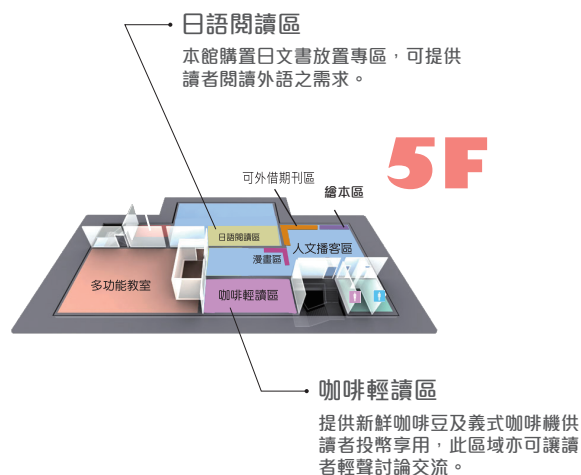 日語閱讀區
本館購置日文書放置專區，可提供
讀者閱讀外語之需求。
5F
可外借期刊區
繪本區
日語閱讀區
人文播客區
漫畫區
多功能教室
咖啡輕讀區
咖啡輕讀區
提供新鮮咖啡豆及義式咖啡機供
讀者投幣享用，此區域亦可讓讀
者輕聲討論交流。